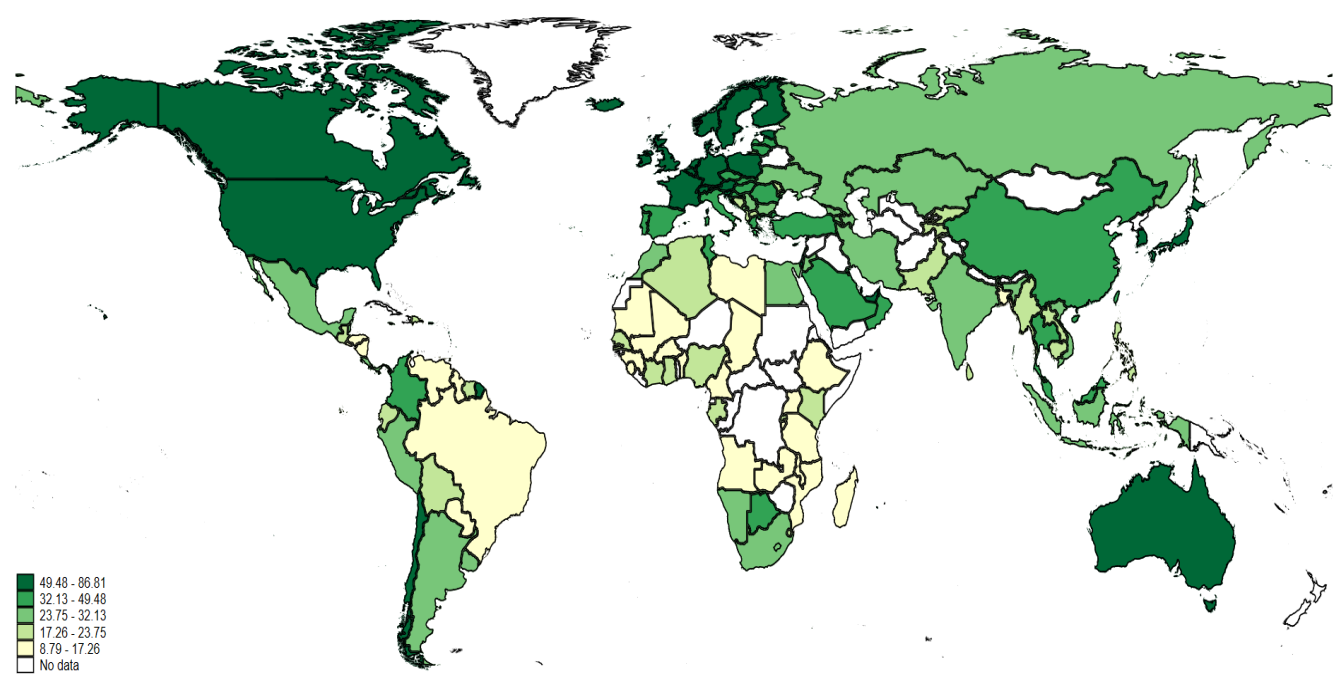 49.48 - 86.81
32.13 - 49.48
23.75 - 32.13
17.26 - 23.75
8.79 - 17.26
No data